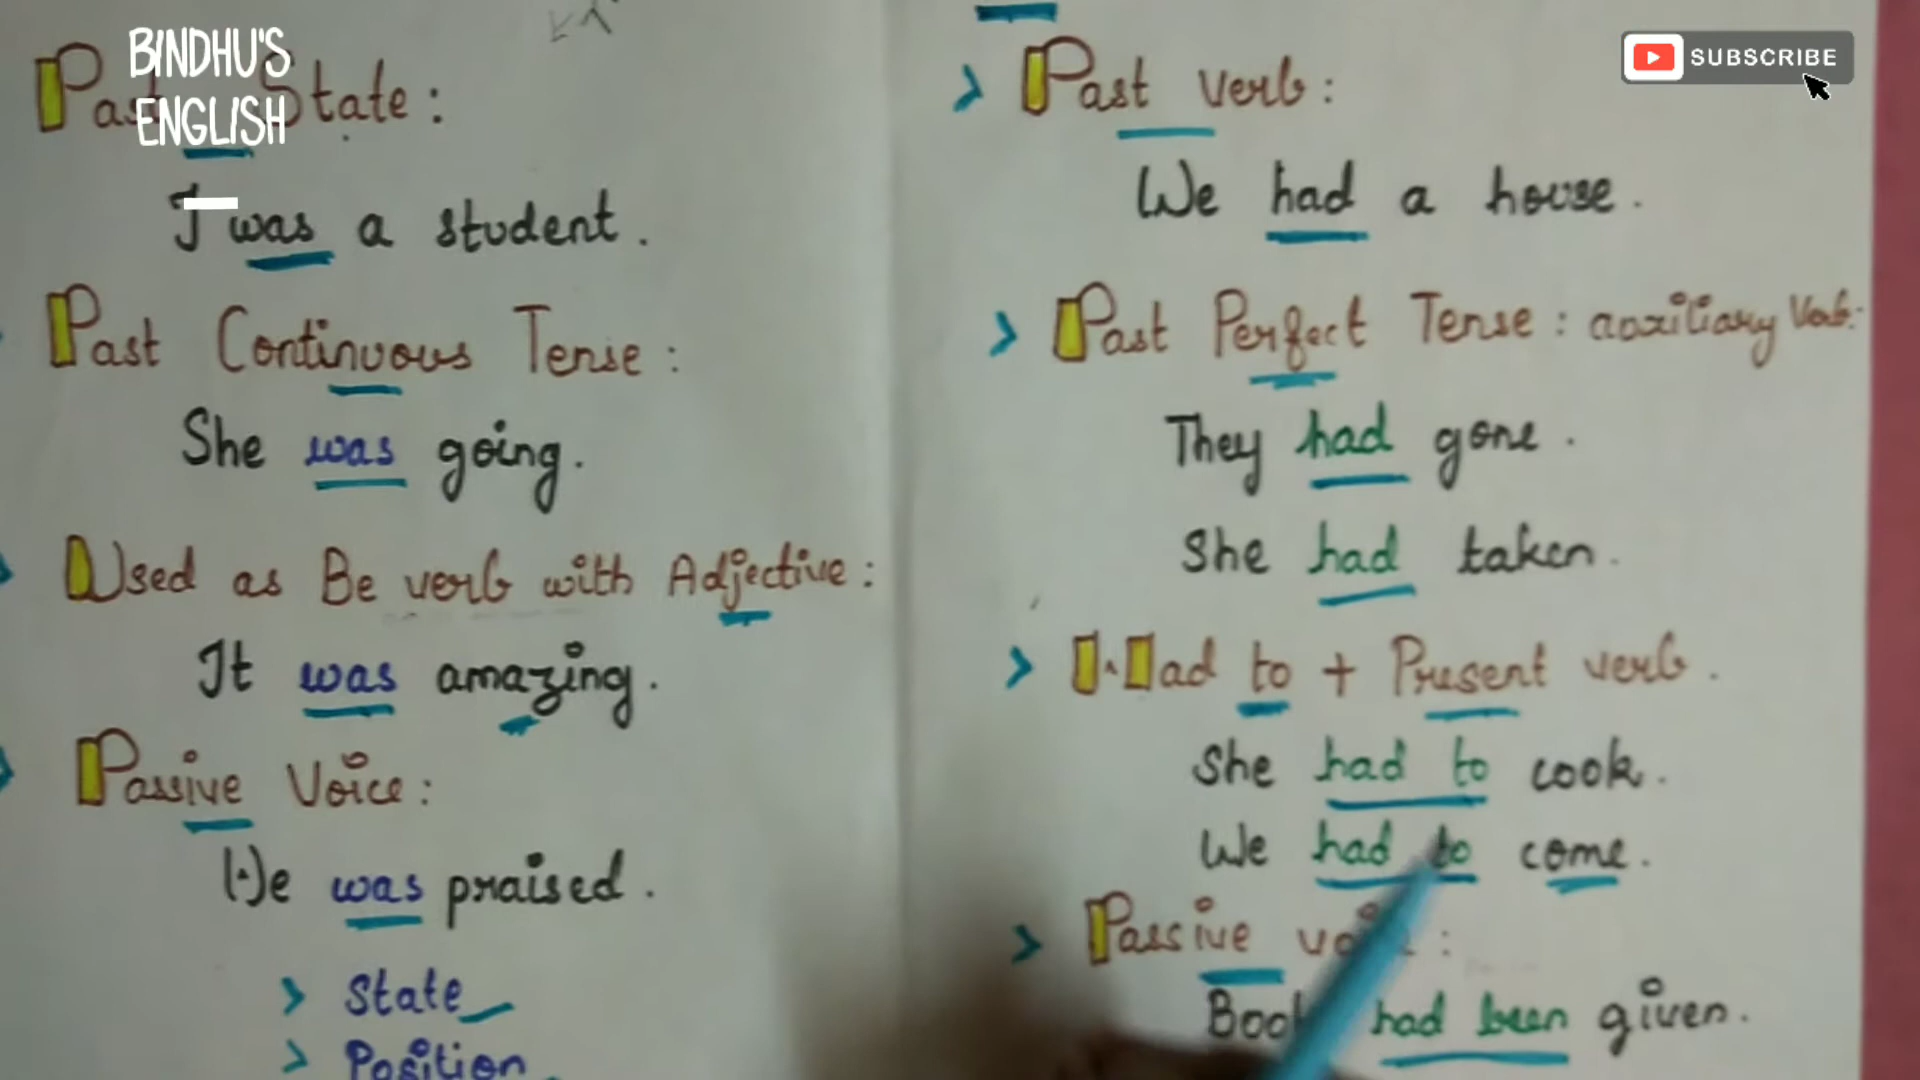 BINDHU'S
ENGLISH
SUBSCRIBE
Past State :
I was a student.
Past Continuous Tense :
She was going.
Used as Be verb with Adjective :
It was amazing.
Passive Voice :
He was praised.
> State
> Position
> Past verb :
We had a house.
> Past Perfect Tense : auxiliary Verb.
They had gone.
She had taken.
> Had to + Present verb.
She had to cook.
We had to come.
> Passive voice :
had been given.